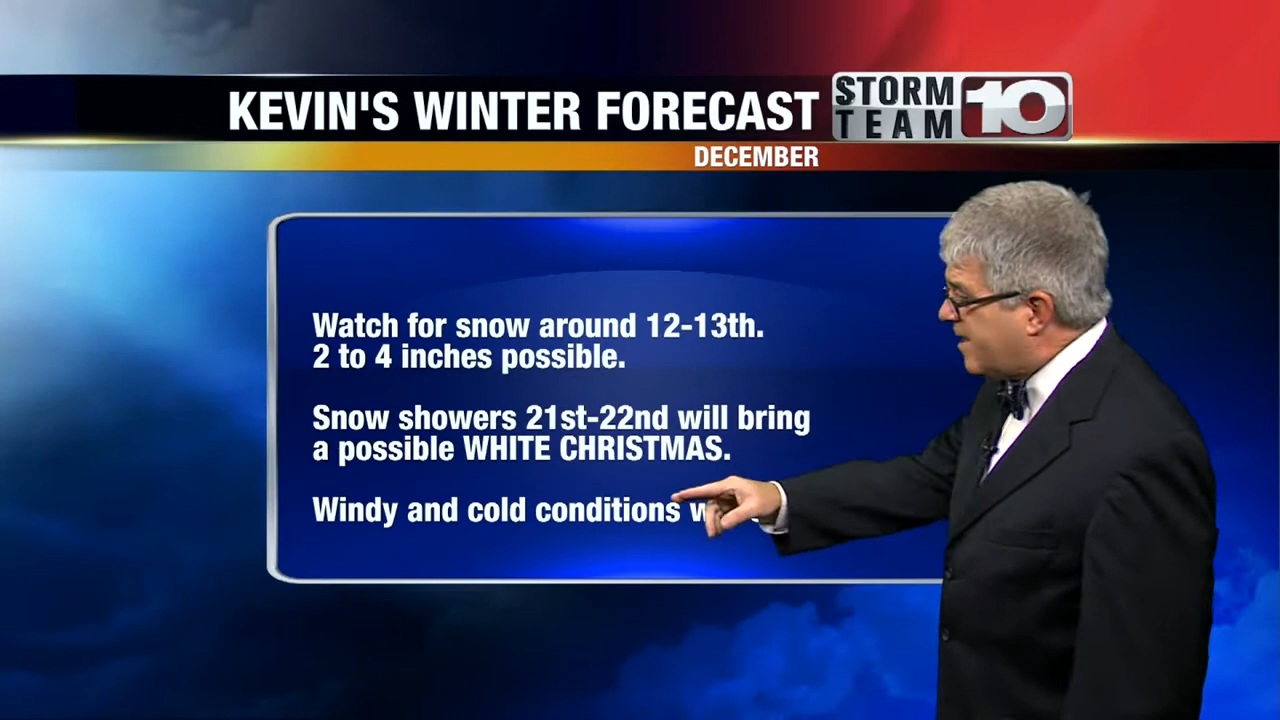 KEVIN'S WINTER FORECAST
STORM
TEAM
10
DECEMBER
Watch for snow around 12-13th.
2 to 4 inches possible.
Snow showers 21st-22nd will bring
a possible WHITE CHRISTMAS.
Windy and cold conditions